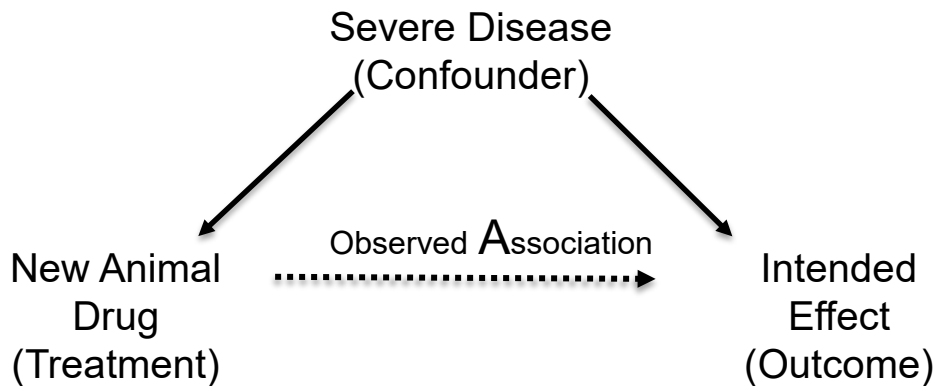 Severe Disease
(Confounder)
Observed Association
New Animal
Drug
(Treatment)
Intended
Effect
(Outcome)